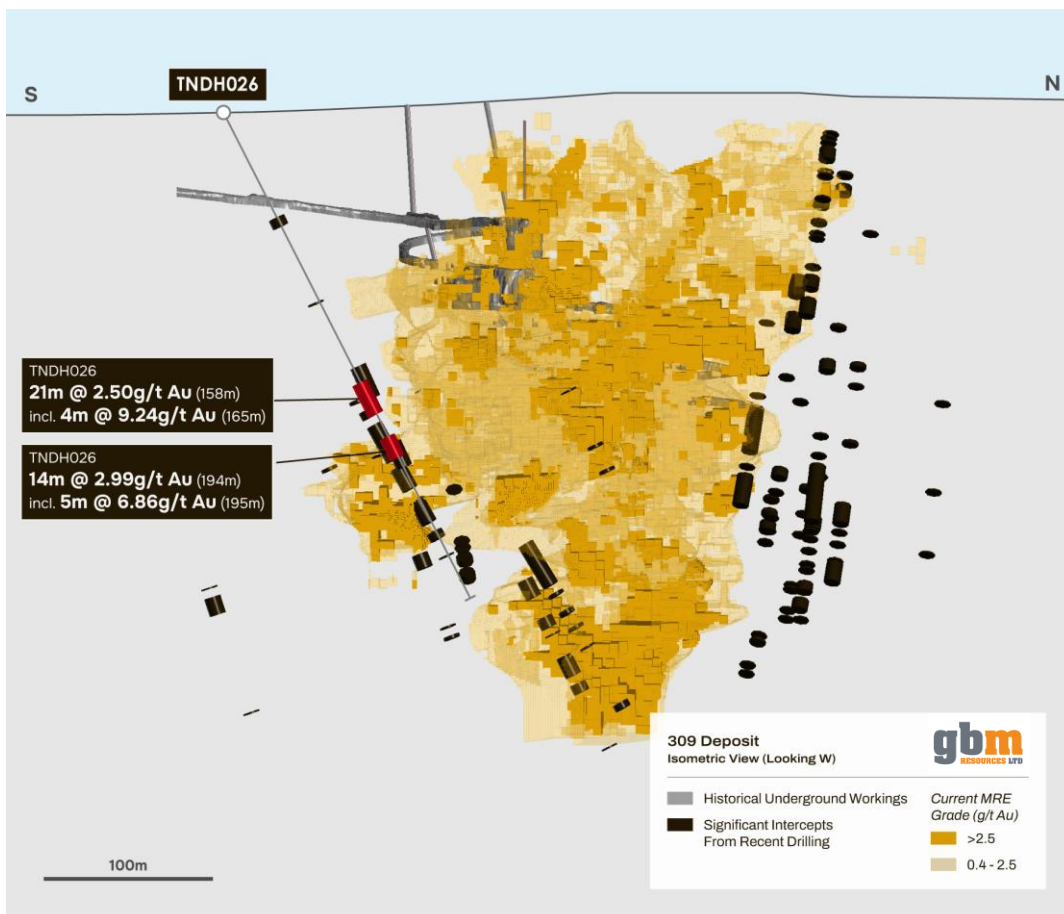 TNDH026
S
N
TNDH026
21m @ 2.50g/t Au (158m)
incl. 4m @ 9.24g/t Au (165m)
TNDH026
14m @ 2.99g/t Au (194m)
incl. 5m @ 6.86g/t Au (195m)
309 Deposit
Isometric View (Looking W)
gbm
RESOURCES LTD
Historical Underground Workings
Significant Intercepts
From Recent Drilling
Current MRE
Grade (g/t Au)
>2.5
0.4 - 2.5
100m